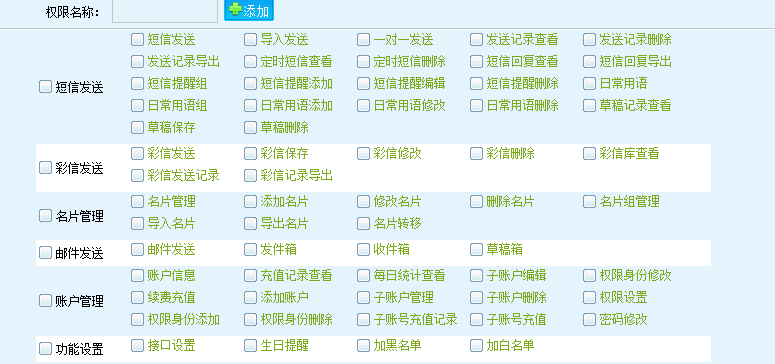 权限名称： 添加
短信发送 导入发送 一对一发送 发送记录查看 发送记录删除
发送记录导出 定时短信查看 定时短信删除 短信回复查看 短信回复导出
短信发送 短信提醒组 短信提醒添加 短信提醒编辑 短信提醒删除 日常用语
日常用语组 日常用语添加 日常用语修改 日常用语删除 草稿记录查看
草稿保存 草稿删除
彩信发送 彩信保存 彩信修改 彩信删除 彩信库查看
彩信发送
彩信发送记录 彩信记录导出
名片管理 添加名片 修改名片 删除名片 名片组管理
名片管理
导入名片 导出名片 名片转移
邮件发送 邮件发送 发件箱 收件箱 草稿箱
账户信息 充值记录查看 每日统计查看 子账户编辑 权限身份修改
账户管理 续费充值 添加账户 子账户管理 子账户删除 权限设置
权限身份添加 权限身份删除 子账号充值记录 子账号充值 密码修改
功能设置 接口设置 生日提醒 加黑名单 加白名单